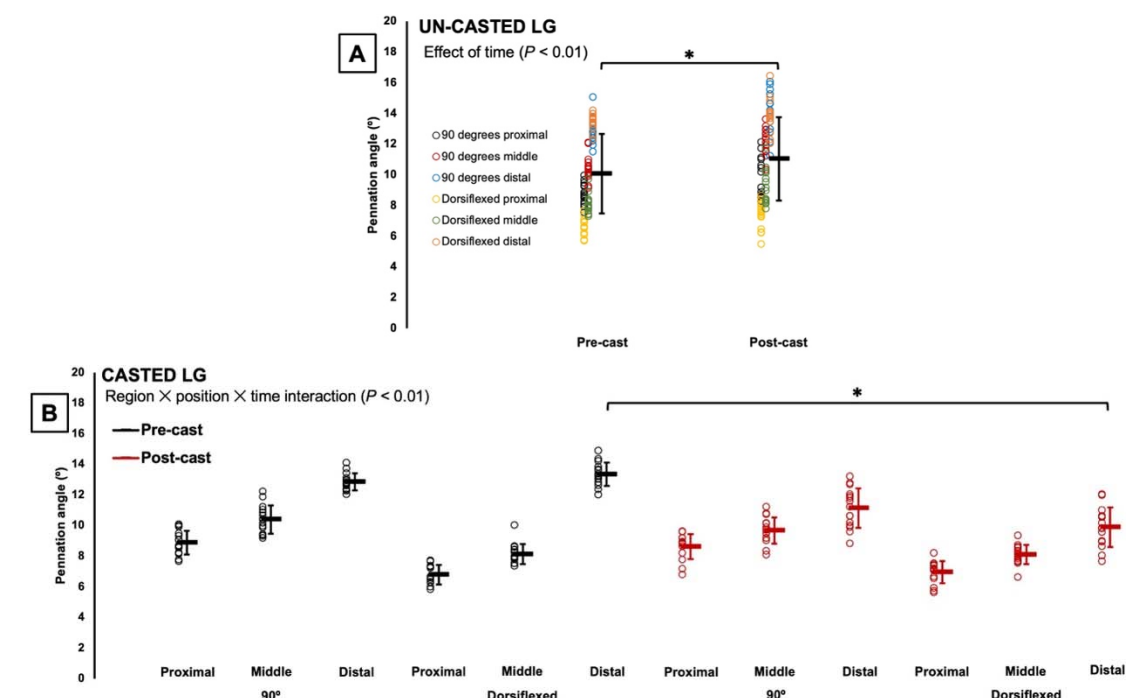 A
UN-CASTED LG
Effect of time (P < 0.01)
*
Pennation angle (º)
20
18
16
14
12
10
8
6
4
2
0
90 degrees proximal
90 degrees middle
90 degrees distal
Dorsiflexed proximal
Dorsiflexed middle
Dorsiflexed distal
Pre-cast Post-cast
B
CASTED LG
Region × position × time interaction (P < 0.01)
*
Pre-cast
Post-cast
Pennation angle (º)
20
18
16
14
12
10
8
6
4
2
0
Proximal Middle Distal Proximal Middle Distal Proximal Middle Distal Proximal Middle Distal
90º Dorsiflexed 90º Dorsiflexed